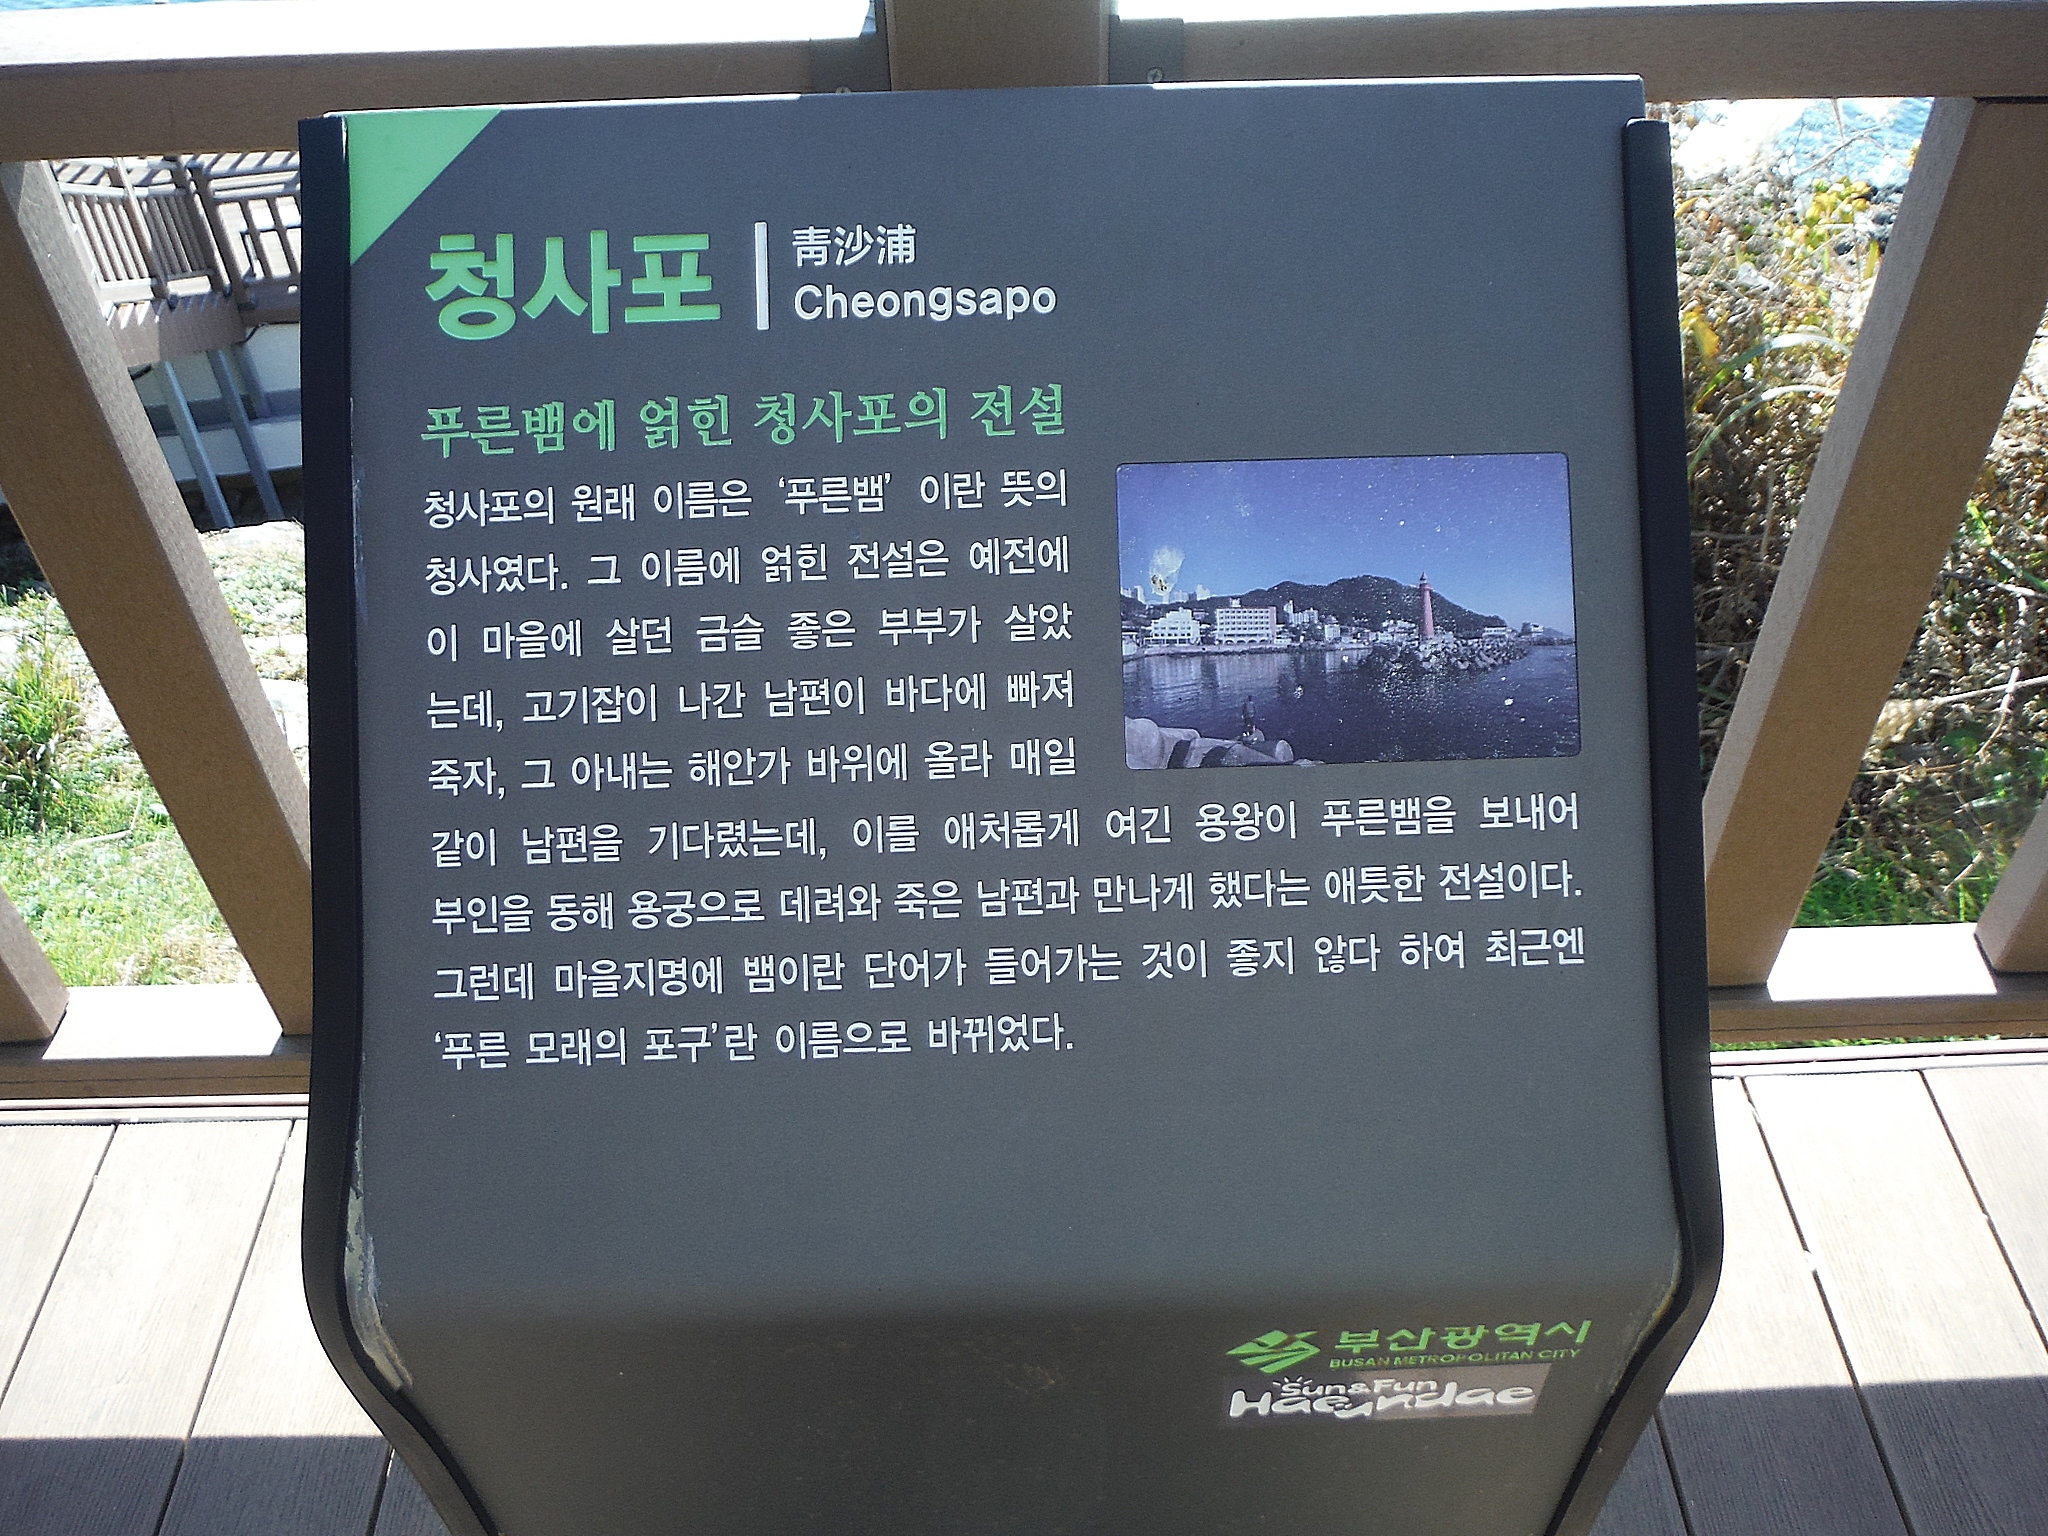 청사포
靑沙浦
Cheongsapo
푸른뱀에 얽힌 청사포의 전설
청사포의 원래 이름은 ‘푸른뱀’ 이란 뜻의
청사였다. 그 이름에 얽힌 전설은 예전에
이 마을에 살던 금슬 좋은 부부가 살았
는데, 고기잡이 나간 남편이 바다에 빠져
죽자, 그 아내는 해안가 바위에 올라 매일
같이 남편을 기다렸는데, 이를 애처롭게 여긴 용왕이 푸른뱀을 보내어
부인을 동해 용궁으로 데려와 죽은 남편과 만나게 했다는 애틋한 전설이다.
그런데 마을지명에 뱀이란 단어가 들어가는 것이 좋지 않다 하여 최근엔
‘푸른 모래의 포구’란 이름으로 바뀌었다.
부산광역시
BUSAN METROPOLITAN CITY
Sun&Fun
Haeundae